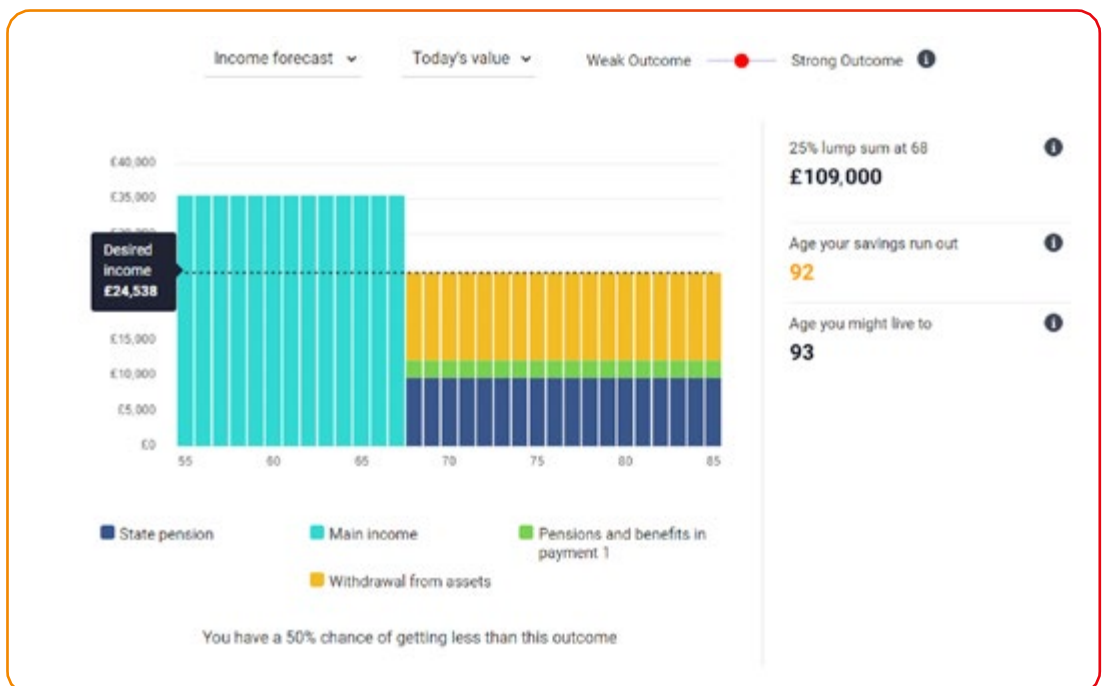 Income forecast
Today's value
Weak Outcome
Strong Outcome
£40,000
£35,000
Desired
income
£24,538
£15,000
£10,000
£5,000
£0
55
60
65
70
75
80
85
State pension
Main income
Pensions and benefits in
payment 1
Withdrawal from assets
You have a 50% chance of getting less than this outcome
25% lump sum at 68
£109,000
Age your savings run out
92
Age you might live to
93